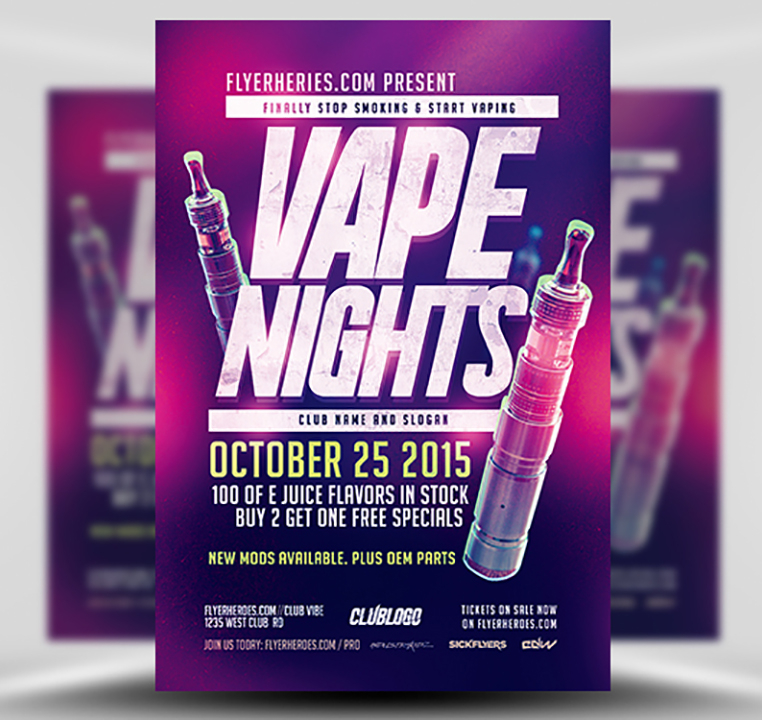 FLYERHERIES.COM PRESENT
FINALLY STOP SMOKING & START VAPING
VAPE
NIGHTS
CLUB NAME AND SLOGAN
OCTOBER 25 2015
100 OF E JUICE FLAVORS IN STOCK
BUY 2 GET ONE FREE SPECIALS
NEW MODS AVAILABLE. PLUS OEM PARTS
FLYERHEROES.COM // CLUB VIBE
1235 WEST CLUB RD
CLUBLOGO
TICKETS ON SALE NOW
ON FLYERHEROES.COM
JOIN US TODAY: FLYERHEROES.COM / PRO
SICKFLYERS
EDW